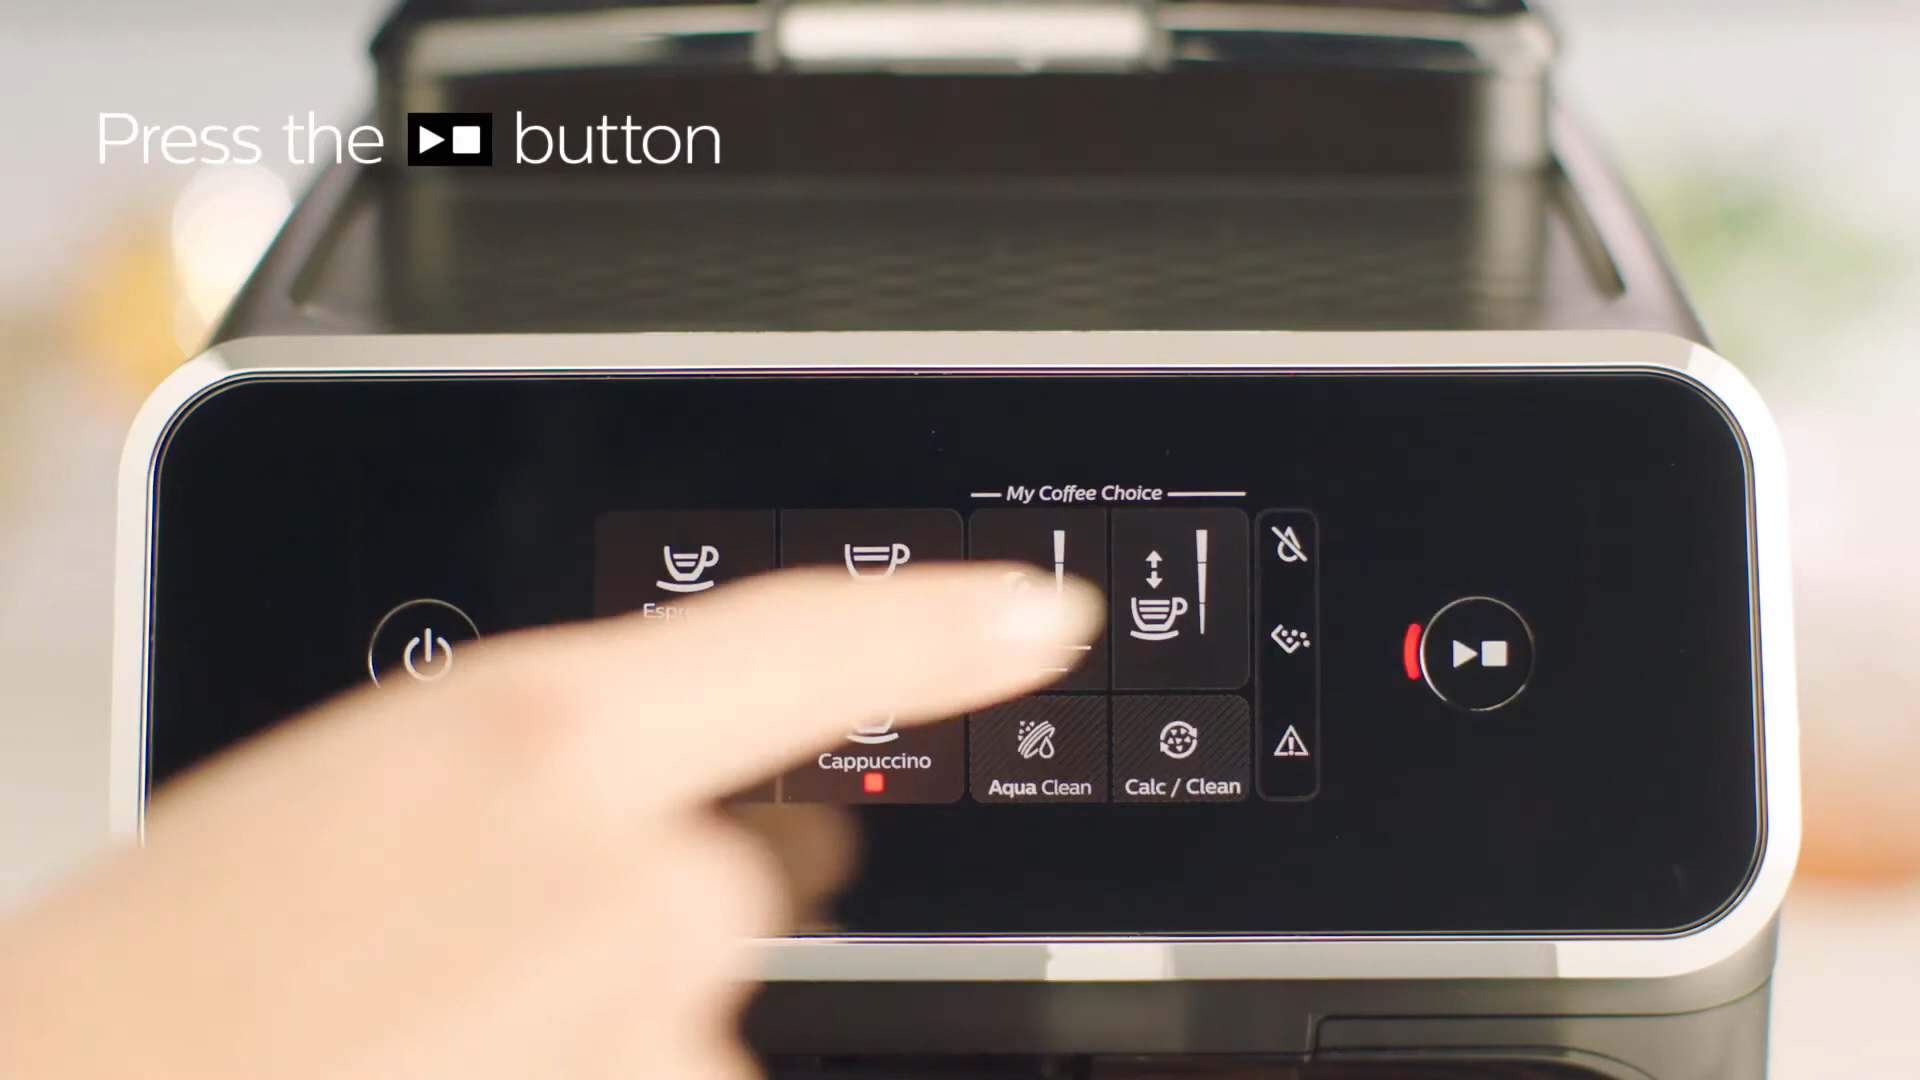 Press the button
My Coffee Choice
Cappuccino
Aqua Clean
Calc / Clean